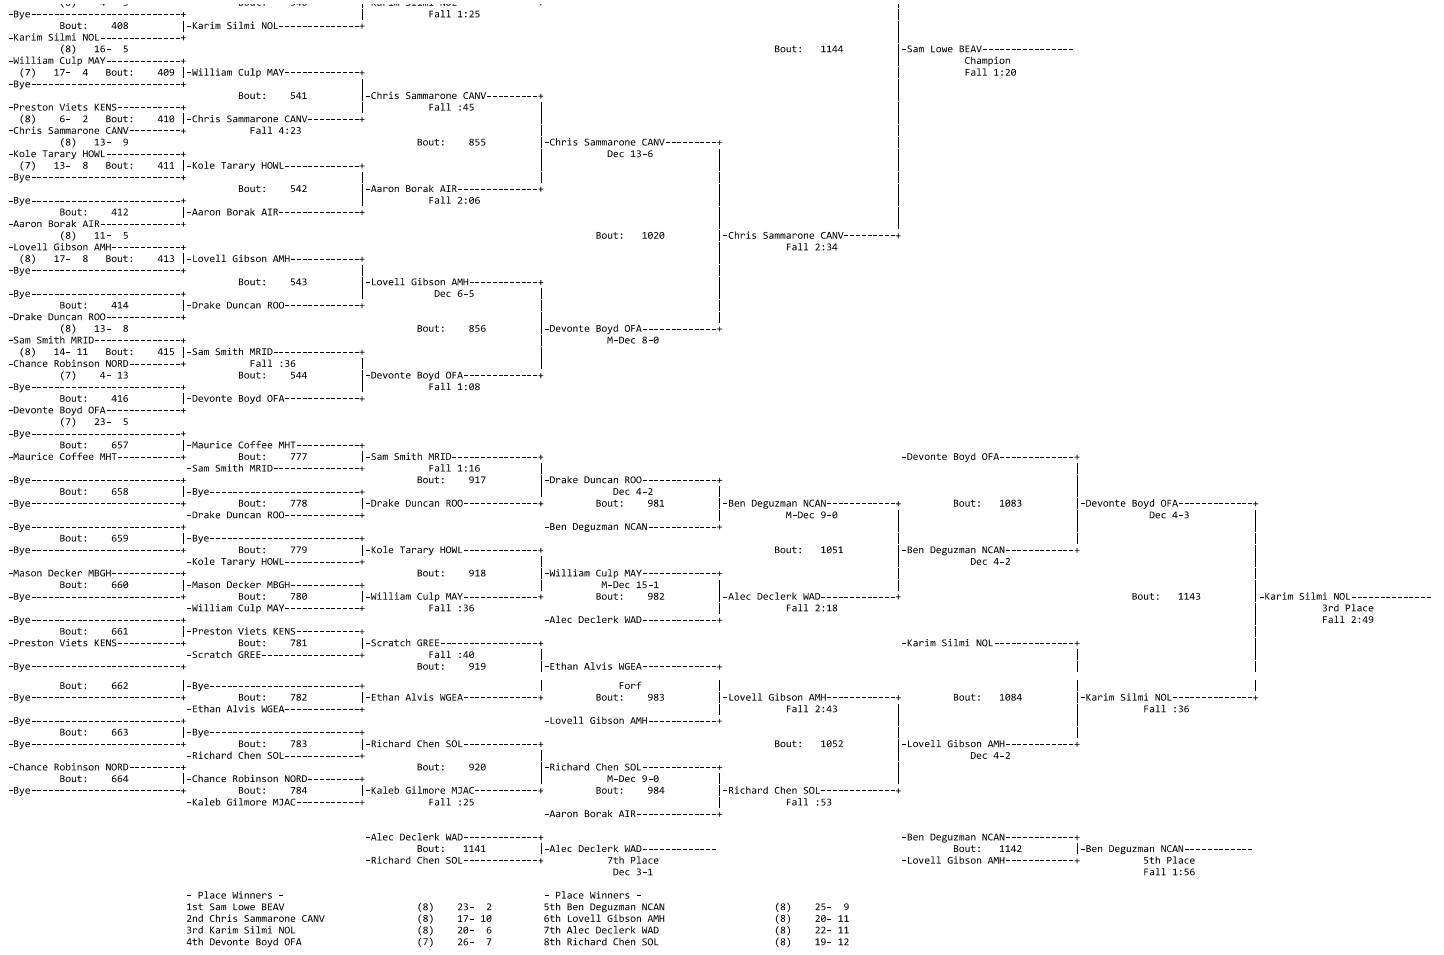 -Bye--------------------------+ Fall 1:25
Bout: 408 |-Karim Silmi NOL--------------+
-Karim Silmi NOL--------------+
(8) 16- 5 Bout: 1144 |-Sam Lowe BEAV----------------
-William Culp MAY-------------+ Champion
(7) 17- 4 Bout: 409 |-William Culp MAY-------------+ Fall 1:20
-Bye--------------------------+
Bout: 541 |-Chris Sammarone CANV---------+
-Preston Viets KENS-----------+ Fall :45
(8) 6- 2 Bout: 410 |-Chris Sammarone CANV---------+
-Chris Sammarone CANV---------+ Fall 4:23
(8) 13- 9 Bout: 855 |-Chris Sammarone CANV---------+
-Kole Tarary HOWL-------------+ Dec 13-6
(7) 13- 8 Bout: 411 |-Kole Tarary HOWL-------------+
-Bye--------------------------+
Bout: 542 |-Aaron Borak AIR--------------+
-Bye--------------------------+ Fall 2:06
Bout: 412 |-Aaron Borak AIR--------------+
-Aaron Borak AIR--------------+
(8) 11- 5 Bout: 1020 |-Chris Sammarone CANV---------+
-Lovell Gibson AMH------------+ Fall 2:34
(8) 17- 8 Bout: 413 |-Lovell Gibson AMH------------+
-Bye--------------------------+
Bout: 543 |-Lovell Gibson AMH------------+
-Bye--------------------------+ Dec 6-5
Bout: 414 |-Drake Duncan ROO-------------+
-Drake Duncan ROO-------------+
(8) 13- 8 Bout: 856 |-Devonte Boyd OFA-------------+
-Sam Smith MRID---------------+ M-Dec 8-0
(8) 14- 11 Bout: 415 |-Sam Smith MRID---------------+
-Chance Robinson NORD---------+ Fall :36
(7) 4- 13 Bout: 544 |-Devonte Boyd OFA-------------+
-Bye--------------------------+ Fall 1:08
Bout: 416 |-Devonte Boyd OFA-------------+
-Devonte Boyd OFA-------------+
(7) 23- 5
-Bye--------------------------+
Bout: 657 |-Maurice Coffee MHT-----------+
-Maurice Coffee MHT-----------+ Bout: 777 |-Sam Smith MRID---------------+ -Devonte Boyd OFA-------------+
-Sam Smith MRID---------------+ Fall 1:16
-Bye--------------------------+ Bout: 917 |-Drake Duncan ROO-------------+
Bout: 658 |-Bye--------------------------+ Dec 4-2
-Bye--------------------------+ Bout: 778 |-Drake Duncan ROO-------------+ Bout: 981 |-Ben Deguzman NCAN------------+ Bout: 1083 |-Devonte Boyd OFA-------------+
-Drake Duncan ROO-------------+ M-Dec 9-0 Dec 4-3
-Bye--------------------------+ -Ben Deguzman NCAN------------+
Bout: 659 |-Bye--------------------------+
-Bye--------------------------+ Bout: 779 |-Kole Tarary HOWL-------------+ Bout: 1051 |-Ben Deguzman NCAN------------+
-Kole Tarary HOWL-------------+ Dec 4-2
-Mason Decker MBGH------------+ Bout: 918 |-William Culp MAY-------------+
Bout: 660 |-Mason Decker MBGH------------+ M-Dec 15-1
-Bye--------------------------+ Bout: 780 |-William Culp MAY-------------+ Bout: 982 |-Alec Declerk WAD-------------+ Bout: 1143 |-Karim Silmi NOL--------------
-William Culp MAY-------------+ Fall :36 Fall 2:18 3rd Place
-Bye--------------------------+ -Alec Declerk WAD-------------+ Fall 2:49
Bout: 661 |-Preston Viets KENS-----------+
-Preston Viets KENS-----------+ Bout: 781 |-Scratch GREE-----------------+ -Karim Silmi NOL--------------+
-Scratch GREE-----------------+ Fall :40
-Bye--------------------------+ Bout: 919 |-Ethan Alvis WGEA-------------+
Bout: 662 |-Bye--------------------------+ Forf
-Bye--------------------------+ Bout: 782 |-Ethan Alvis WGEA-------------+ Bout: 983 |-Lovell Gibson AMH------------+ Bout: 1084 |-Karim Silmi NOL--------------+
-Ethan Alvis WGEA-------------+ Fall 2:43 Fall :36
-Bye--------------------------+ -Lovell Gibson AMH------------+
Bout: 663 |-Bye--------------------------+
-Bye--------------------------+ Bout: 783 |-Richard Chen SOL-------------+ Bout: 1052 |-Lovell Gibson AMH------------+
-Richard Chen SOL-------------+ Dec 4-2
-Chance Robinson NORD---------+ Bout: 920 |-Richard Chen SOL-------------+
Bout: 664 |-Chance Robinson NORD---------+ M-Dec 9-0
-Bye--------------------------+ Bout: 784 |-Kaleb Gilmore MJAC-----------+ Bout: 984 |-Richard Chen SOL-------------+
-Kaleb Gilmore MJAC-----------+ Fall :25 Fall :53
-Aaron Borak AIR--------------+
-Alec Declerk WAD-------------+ -Ben Deguzman NCAN------------+
Bout: 1141 |-Alec Declerk WAD------------- Bout: 1142 |-Ben Deguzman NCAN------------
-Richard Chen SOL-------------+ 7th Place -Lovell Gibson AMH------------+ 5th Place
Dec 3-1 Fall 1:56
- Place Winners - - Place Winners -
1st Sam Lowe BEAV (8) 23- 2 5th Ben Deguzman NCAN (8) 25- 9
2nd Chris Sammarone CANV (8) 17- 10 6th Lovell Gibson AMH (8) 20- 11
3rd Karim Silmi NOL (8) 20- 6 7th Alec Declerk WAD (8) 22- 11
4th Devonte Boyd OFA (7) 26- 7 8th Richard Chen SOL (8) 19- 12